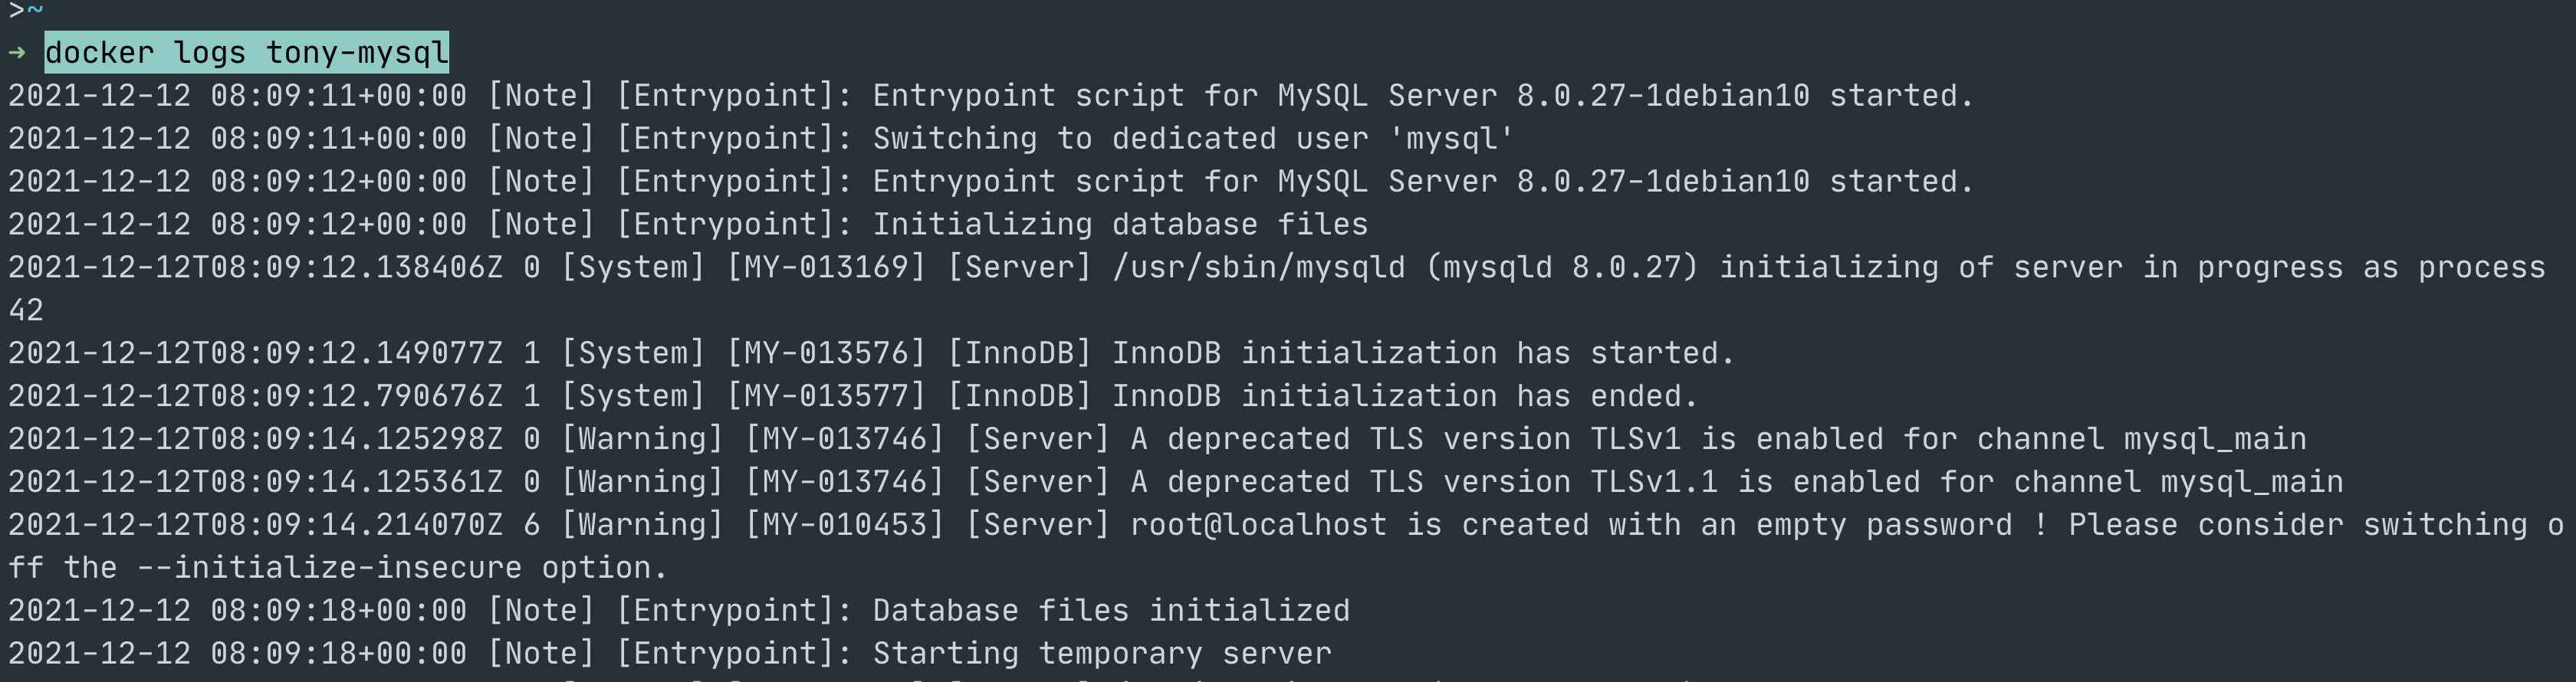 >~
→ docker logs tony-mysql
2021-12-12 08:09:11+00:00 [Note] [Entrypoint]: Entrypoint script for MySQL Server 8.0.27-1debian10 started.
2021-12-12 08:09:11+00:00 [Note] [Entrypoint]: Switching to dedicated user 'mysql'
2021-12-12 08:09:12+00:00 [Note] [Entrypoint]: Entrypoint script for MySQL Server 8.0.27-1debian10 started.
2021-12-12 08:09:12+00:00 [Note] [Entrypoint]: Initializing database files
2021-12-12T08:09:12.138406Z 0 [System] [MY-013169] [Server] /usr/sbin/mysqld (mysqld 8.0.27) initializing of server in progress as process
42
2021-12-12T08:09:12.149077Z 1 [System] [MY-013576] [InnoDB] InnoDB initialization has started.
2021-12-12T08:09:12.790676Z 1 [System] [MY-013577] [InnoDB] InnoDB initialization has ended.
2021-12-12T08:09:14.125298Z 0 [Warning] [MY-013746] [Server] A deprecated TLS version TLSv1 is enabled for channel mysql_main
2021-12-12T08:09:14.125361Z 0 [Warning] [MY-013746] [Server] A deprecated TLS version TLSv1.1 is enabled for channel mysql_main
2021-12-12T08:09:14.214070Z 6 [Warning] [MY-010453] [Server] root@localhost is created with an empty password ! Please consider switching o
ff the --initialize-insecure option.
2021-12-12 08:09:18+00:00 [Note] [Entrypoint]: Database files initialized
2021-12-12 08:09:18+00:00 [Note] [Entrypoint]: Starting temporary server